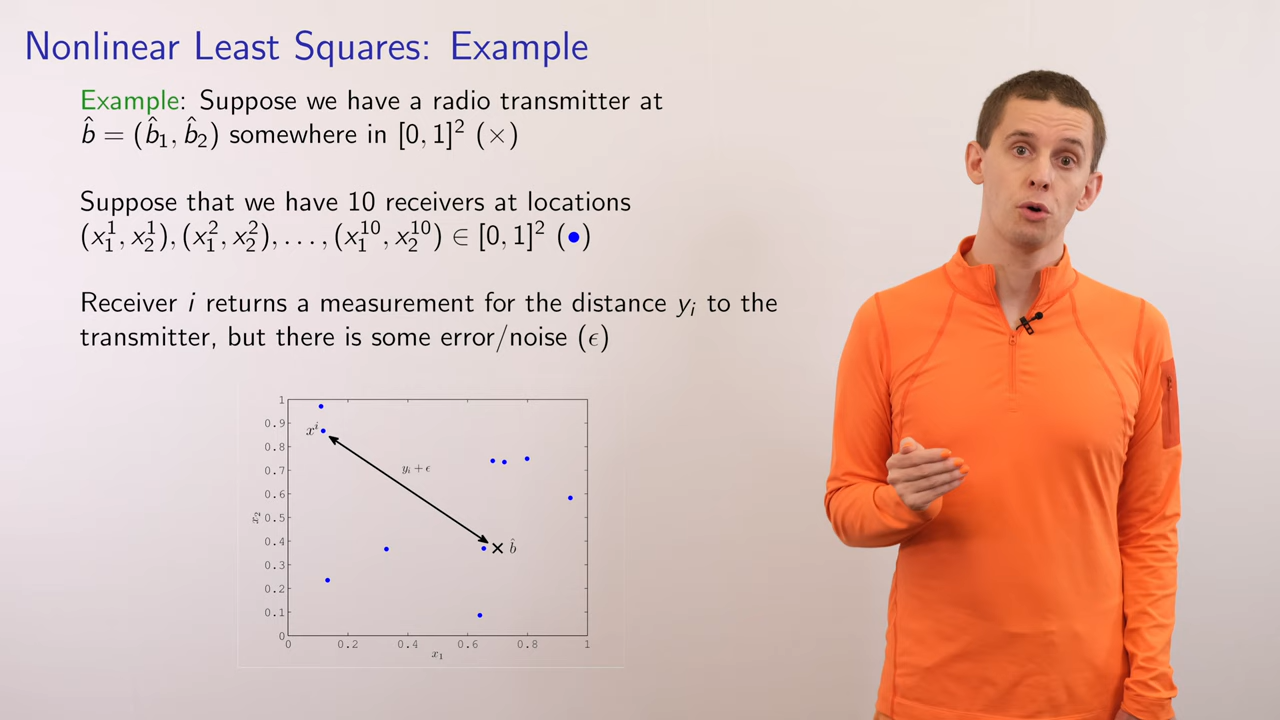 Nonlinear Least Squares: Example
Example: Suppose we have a radio transmitter at
b̂ = (b̂₁, b̂₂) somewhere in [0, 1]² (×)
Suppose that we have 10 receivers at locations
(x₁¹, x₂¹), (x₁², x₂²), . . . , (x₁¹⁰, x₂¹⁰) ∈ [0, 1]² (•)
Receiver i returns a measurement for the distance yᵢ to the
transmitter, but there is some error/noise (ϵ)
1
0.9
0.8
0.7
0.6
0.5
0.4
0.3
0.2
0.1
0
x₂
xⁱ
yᵢ + ϵ
b̂
0 0.2 0.4 0.6 0.8 1
x₁